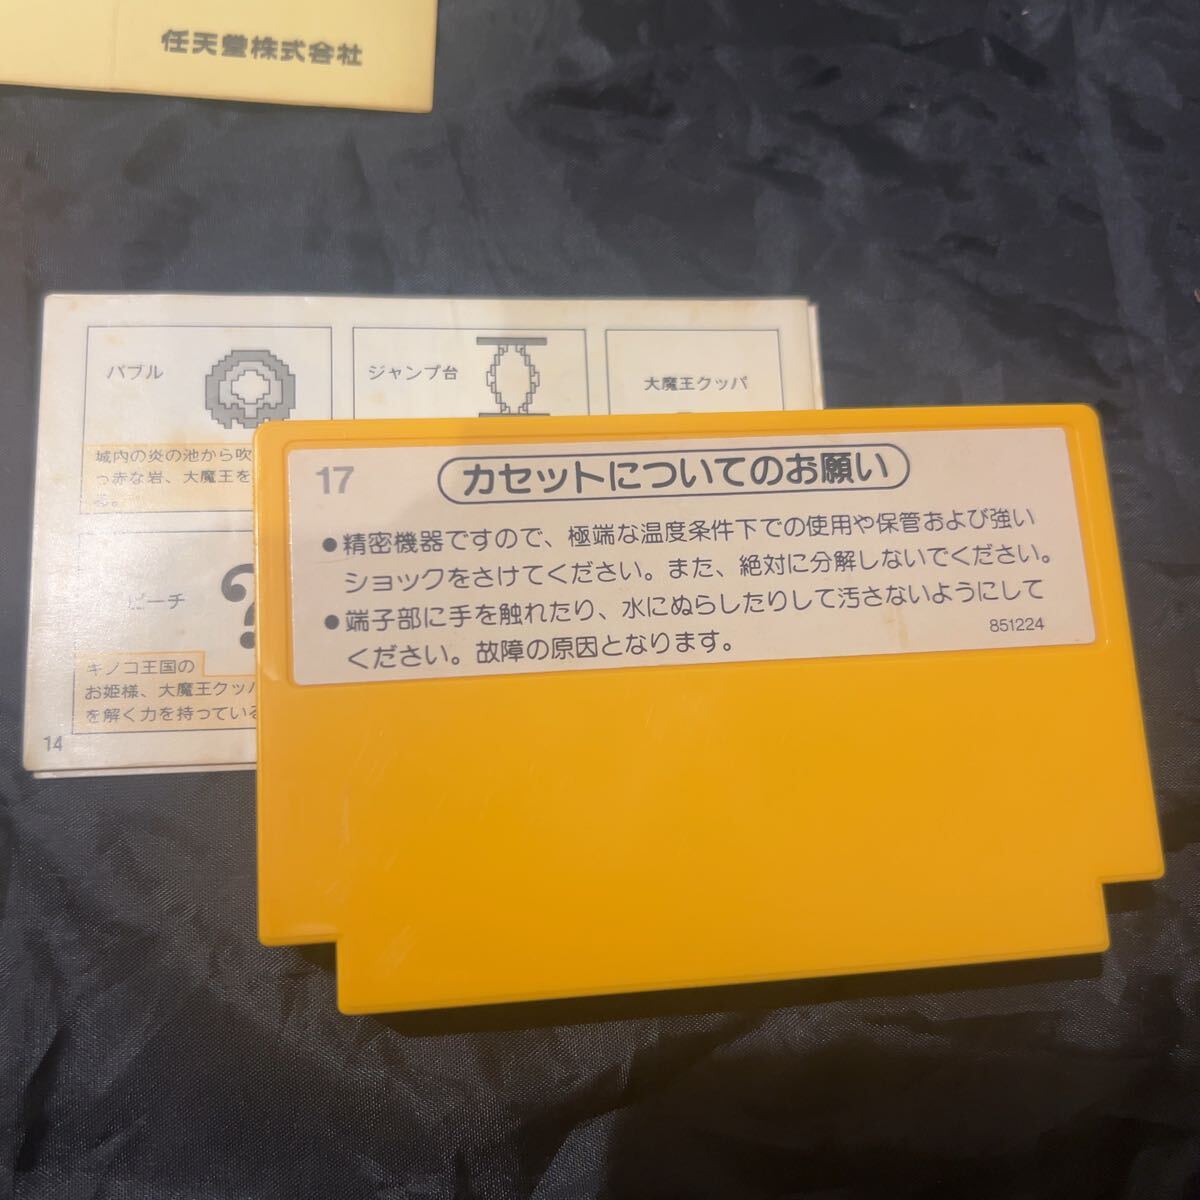 任天堂株式会社
バブル
ジャンプ台
大魔王クッパ
城内の炎の池から吹
っ赤な岩、大魔王を
る。
ピーチ
?
キノコ王国の
お姫様、大魔王クッパ
を解く力を持っている
14
17
カセットについてのお願い
●精密機器ですので、極端な温度条件下での使用や保管および強い
ショックをさけてください。また、絶対に分解しないでください。
●端子部に手を触れたり、水にぬらしたりして汚さないようにして
ください。故障の原因となります。
851224